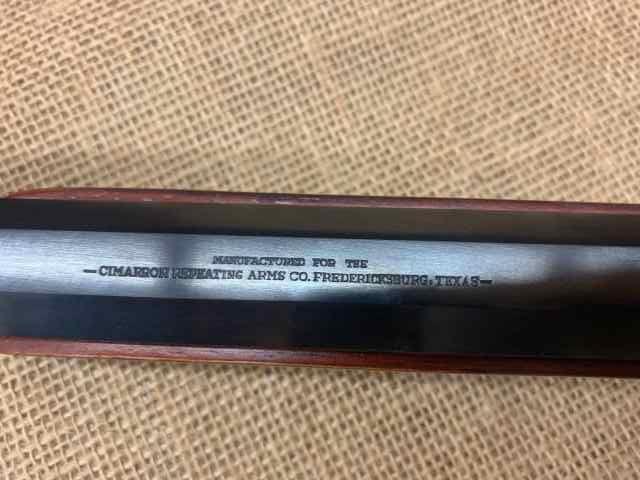 MANUFACTURED FOR THE
—CIMARRON REPEATING ARMS CO. FREDERICKSBURG, TEXAS—